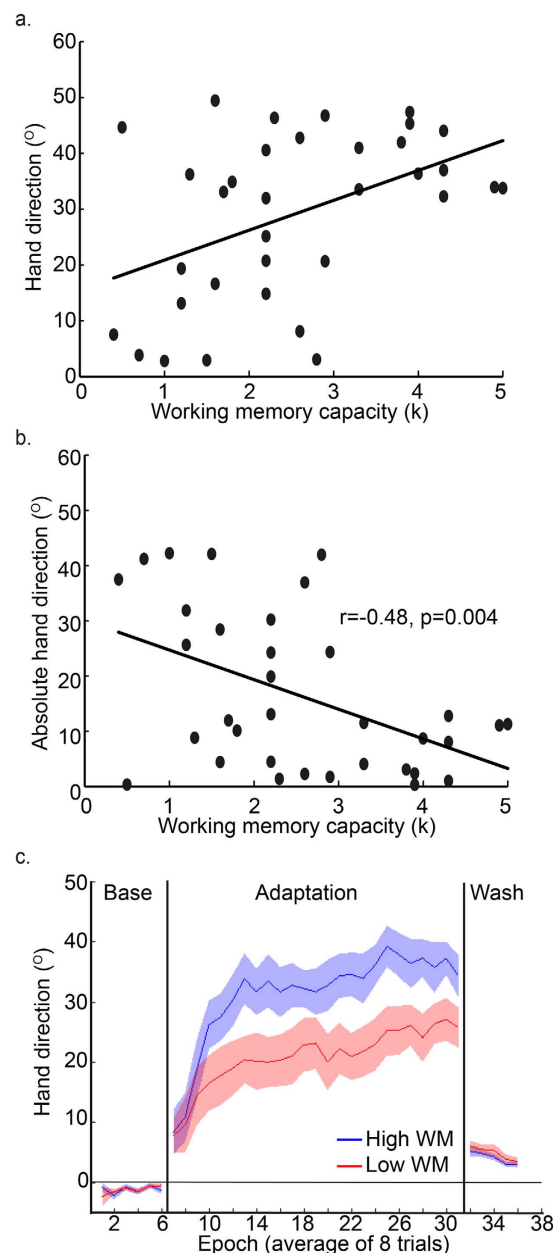 a.
60
50
40
30
20
10
0
Hand direction (°)
0 1 2 3 4 5
Working memory capacity (k)
b.
60
50
40
30
20
10
0
Absolute hand direction (°)
r=-0.48, p=0.004
0 1 2 3 4 5
Working memory capacity (k)
c.
50
40
30
20
10
0
Hand direction (°)
Base Adaptation Wash
High WM
Low WM
2 6 10 14 18 22 26 30 34 38
Epoch (average of 8 trials)